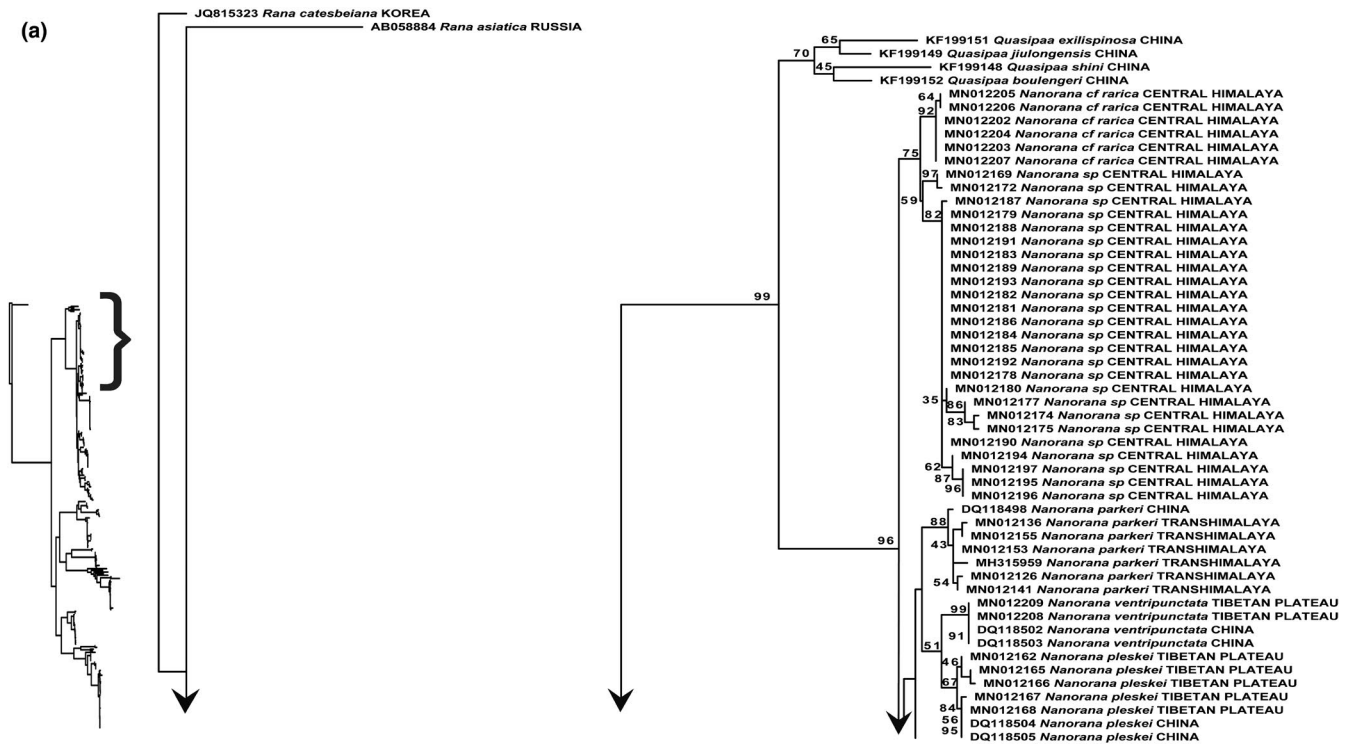 (a)
JQ815323 Rana catesbeiana KOREA
AB058884 Rana asiatica RUSSIA
65
KF199151 Quasipaa exilispinosa CHINA
70
KF199149 Quasipaa jiulongensis CHINA
45
KF199148 Quasipaa shini CHINA
KF199152 Quasipaa boulengeri CHINA
64
MN012205 Nanorana cf rarica CENTRAL HIMALAYA
92
MN012206 Nanorana cf rarica CENTRAL HIMALAYA
MN012202 Nanorana cf rarica CENTRAL HIMALAYA
MN012204 Nanorana cf rarica CENTRAL HIMALAYA
75
MN012203 Nanorana cf rarica CENTRAL HIMALAYA
MN012207 Nanorana cf rarica CENTRAL HIMALAYA
97
MN012169 Nanorana sp CENTRAL HIMALAYA
MN012172 Nanorana sp CENTRAL HIMALAYA
59
MN012187 Nanorana sp CENTRAL HIMALAYA
82
MN012179 Nanorana sp CENTRAL HIMALAYA
MN012188 Nanorana sp CENTRAL HIMALAYA
MN012191 Nanorana sp CENTRAL HIMALAYA
MN012183 Nanorana sp CENTRAL HIMALAYA
MN012189 Nanorana sp CENTRAL HIMALAYA
MN012193 Nanorana sp CENTRAL HIMALAYA
99
MN012182 Nanorana sp CENTRAL HIMALAYA
MN012181 Nanorana sp CENTRAL HIMALAYA
MN012186 Nanorana sp CENTRAL HIMALAYA
MN012184 Nanorana sp CENTRAL HIMALAYA
MN012185 Nanorana sp CENTRAL HIMALAYA
MN012192 Nanorana sp CENTRAL HIMALAYA
MN012178 Nanorana sp CENTRAL HIMALAYA
MN012180 Nanorana sp CENTRAL HIMALAYA
35
86
MN012177 Nanorana sp CENTRAL HIMALAYA
MN012174 Nanorana sp CENTRAL HIMALAYA
83
MN012175 Nanorana sp CENTRAL HIMALAYA
MN012190 Nanorana sp CENTRAL HIMALAYA
MN012194 Nanorana sp CENTRAL HIMALAYA
62
MN012197 Nanorana sp CENTRAL HIMALAYA
87
MN012195 Nanorana sp CENTRAL HIMALAYA
96
MN012196 Nanorana sp CENTRAL HIMALAYA
DQ118498 Nanorana parkeri CHINA
88
MN012136 Nanorana parkeri TRANSHIMALAYA
96
MN012155 Nanorana parkeri TRANSHIMALAYA
43
MN012153 Nanorana parkeri TRANSHIMALAYA
MH315959 Nanorana parkeri TRANSHIMALAYA
54
MN012126 Nanorana parkeri TRANSHIMALAYA
MN012141 Nanorana parkeri TRANSHIMALAYA
99
MN012209 Nanorana ventripunctata TIBETAN PLATEAU
MN012208 Nanorana ventripunctata TIBETAN PLATEAU
91
DQ118502 Nanorana ventripunctata CHINA
51
DQ118503 Nanorana ventripunctata CHINA
46
MN012162 Nanorana pleskei TIBETAN PLATEAU
MN012165 Nanorana pleskei TIBETAN PLATEAU
67
MN012166 Nanorana pleskei TIBETAN PLATEAU
MN012167 Nanorana pleskei TIBETAN PLATEAU
84
MN012168 Nanorana pleskei TIBETAN PLATEAU
56
DQ118504 Nanorana pleskei CHINA
95
DQ118505 Nanorana pleskei CHINA